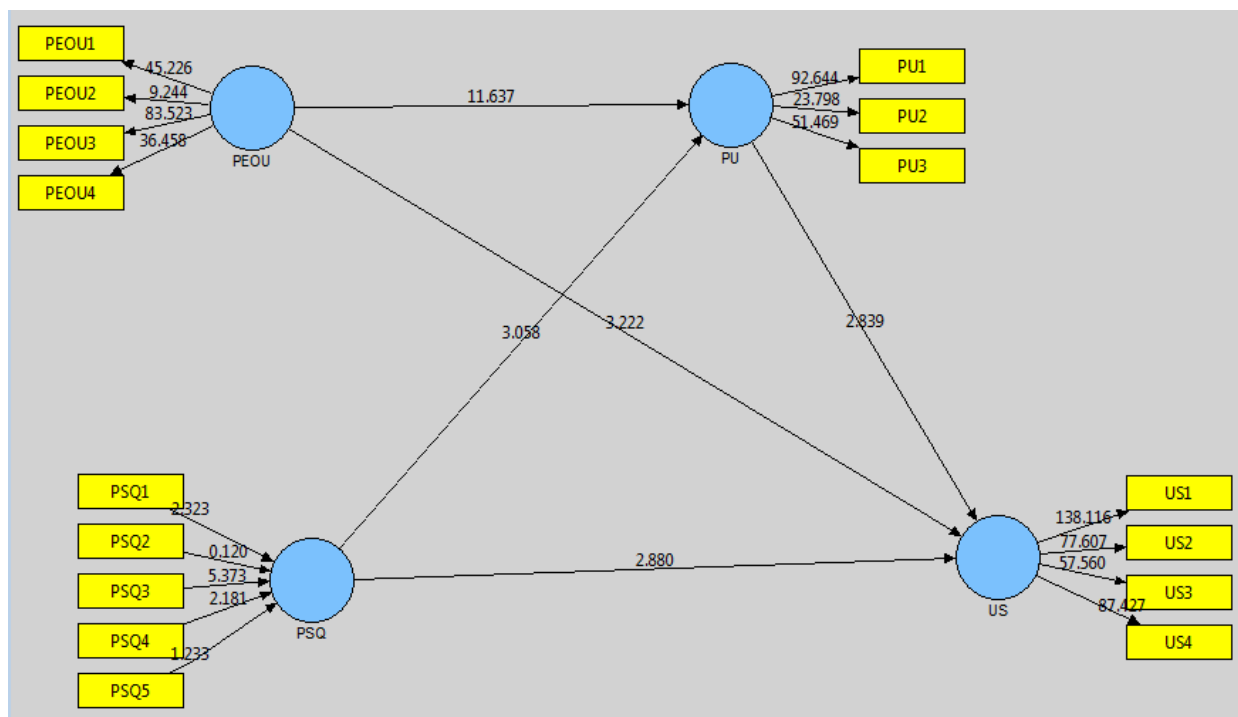 PEOU1
45.226
PEOU2
9.244
PEOU3
83.523
PEOU4
36.458
PEOU
11.637
PU
92.644
PU1
23.798
PU2
51.469
PU3
3.058
3.222
2.839
PSQ1
2.323
PSQ2
0.120
PSQ3
5.373
PSQ4
2.181
PSQ5
1.233
PSQ
2.880
US
138.116
US1
77.607
US2
57.560
US3
87.427
US4